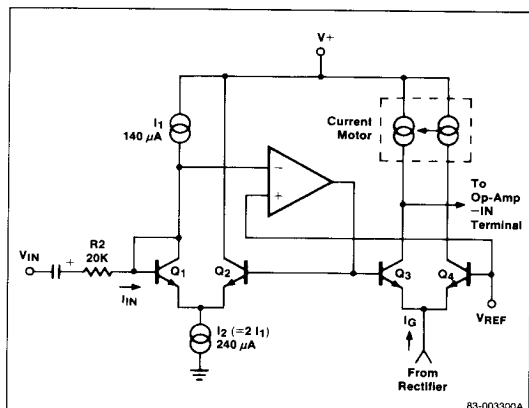 V+
I1
140 μA
Current
Motor
−
+
To
Op-Amp
−IN
Terminal
VIN
+
R2
20K
IIN
Q1
Q2
Q3
Q4
I2 (=2 I1)
240 μA
IG
VREF
From
Rectifier
83-003300A